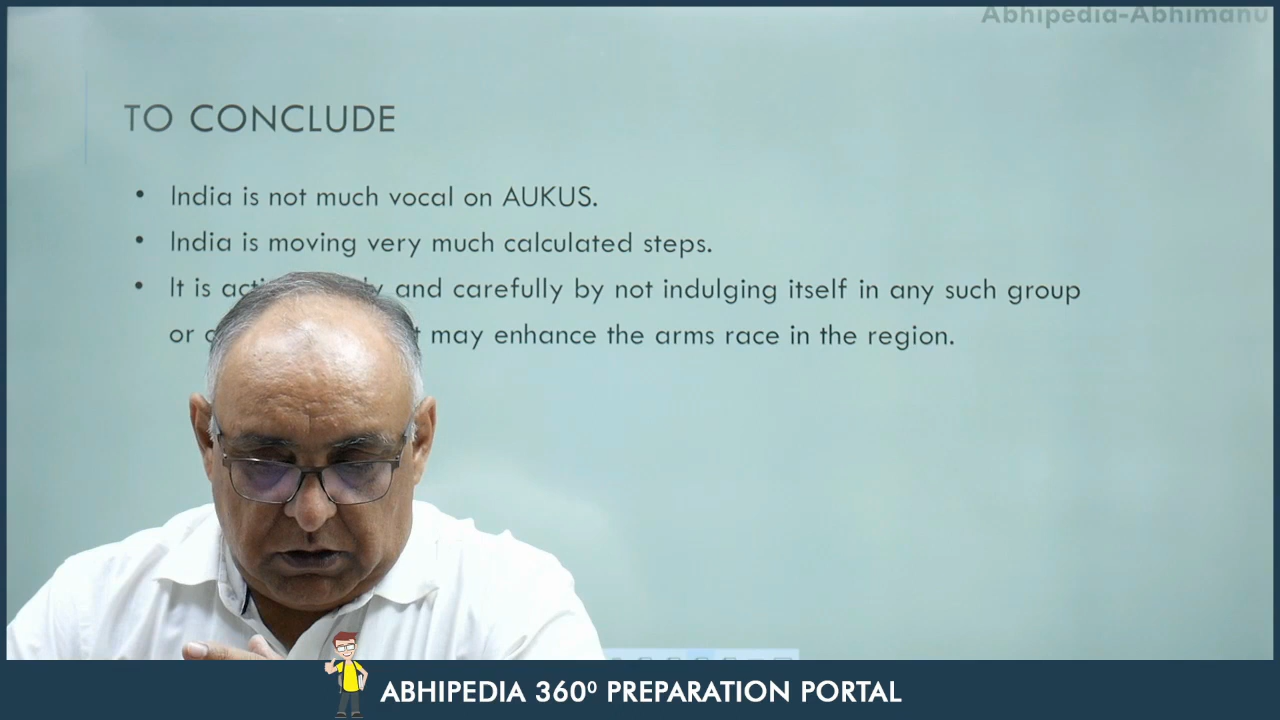 Abhipedia-Abhimanu
TO CONCLUDE
• India is not much vocal on AUKUS.
• India is moving very much calculated steps.
• It is and carefully by not indulging itself in any such group
or may enhance the arms race in the region.
ABHIPEDIA 360⁰ PREPARATION PORTAL